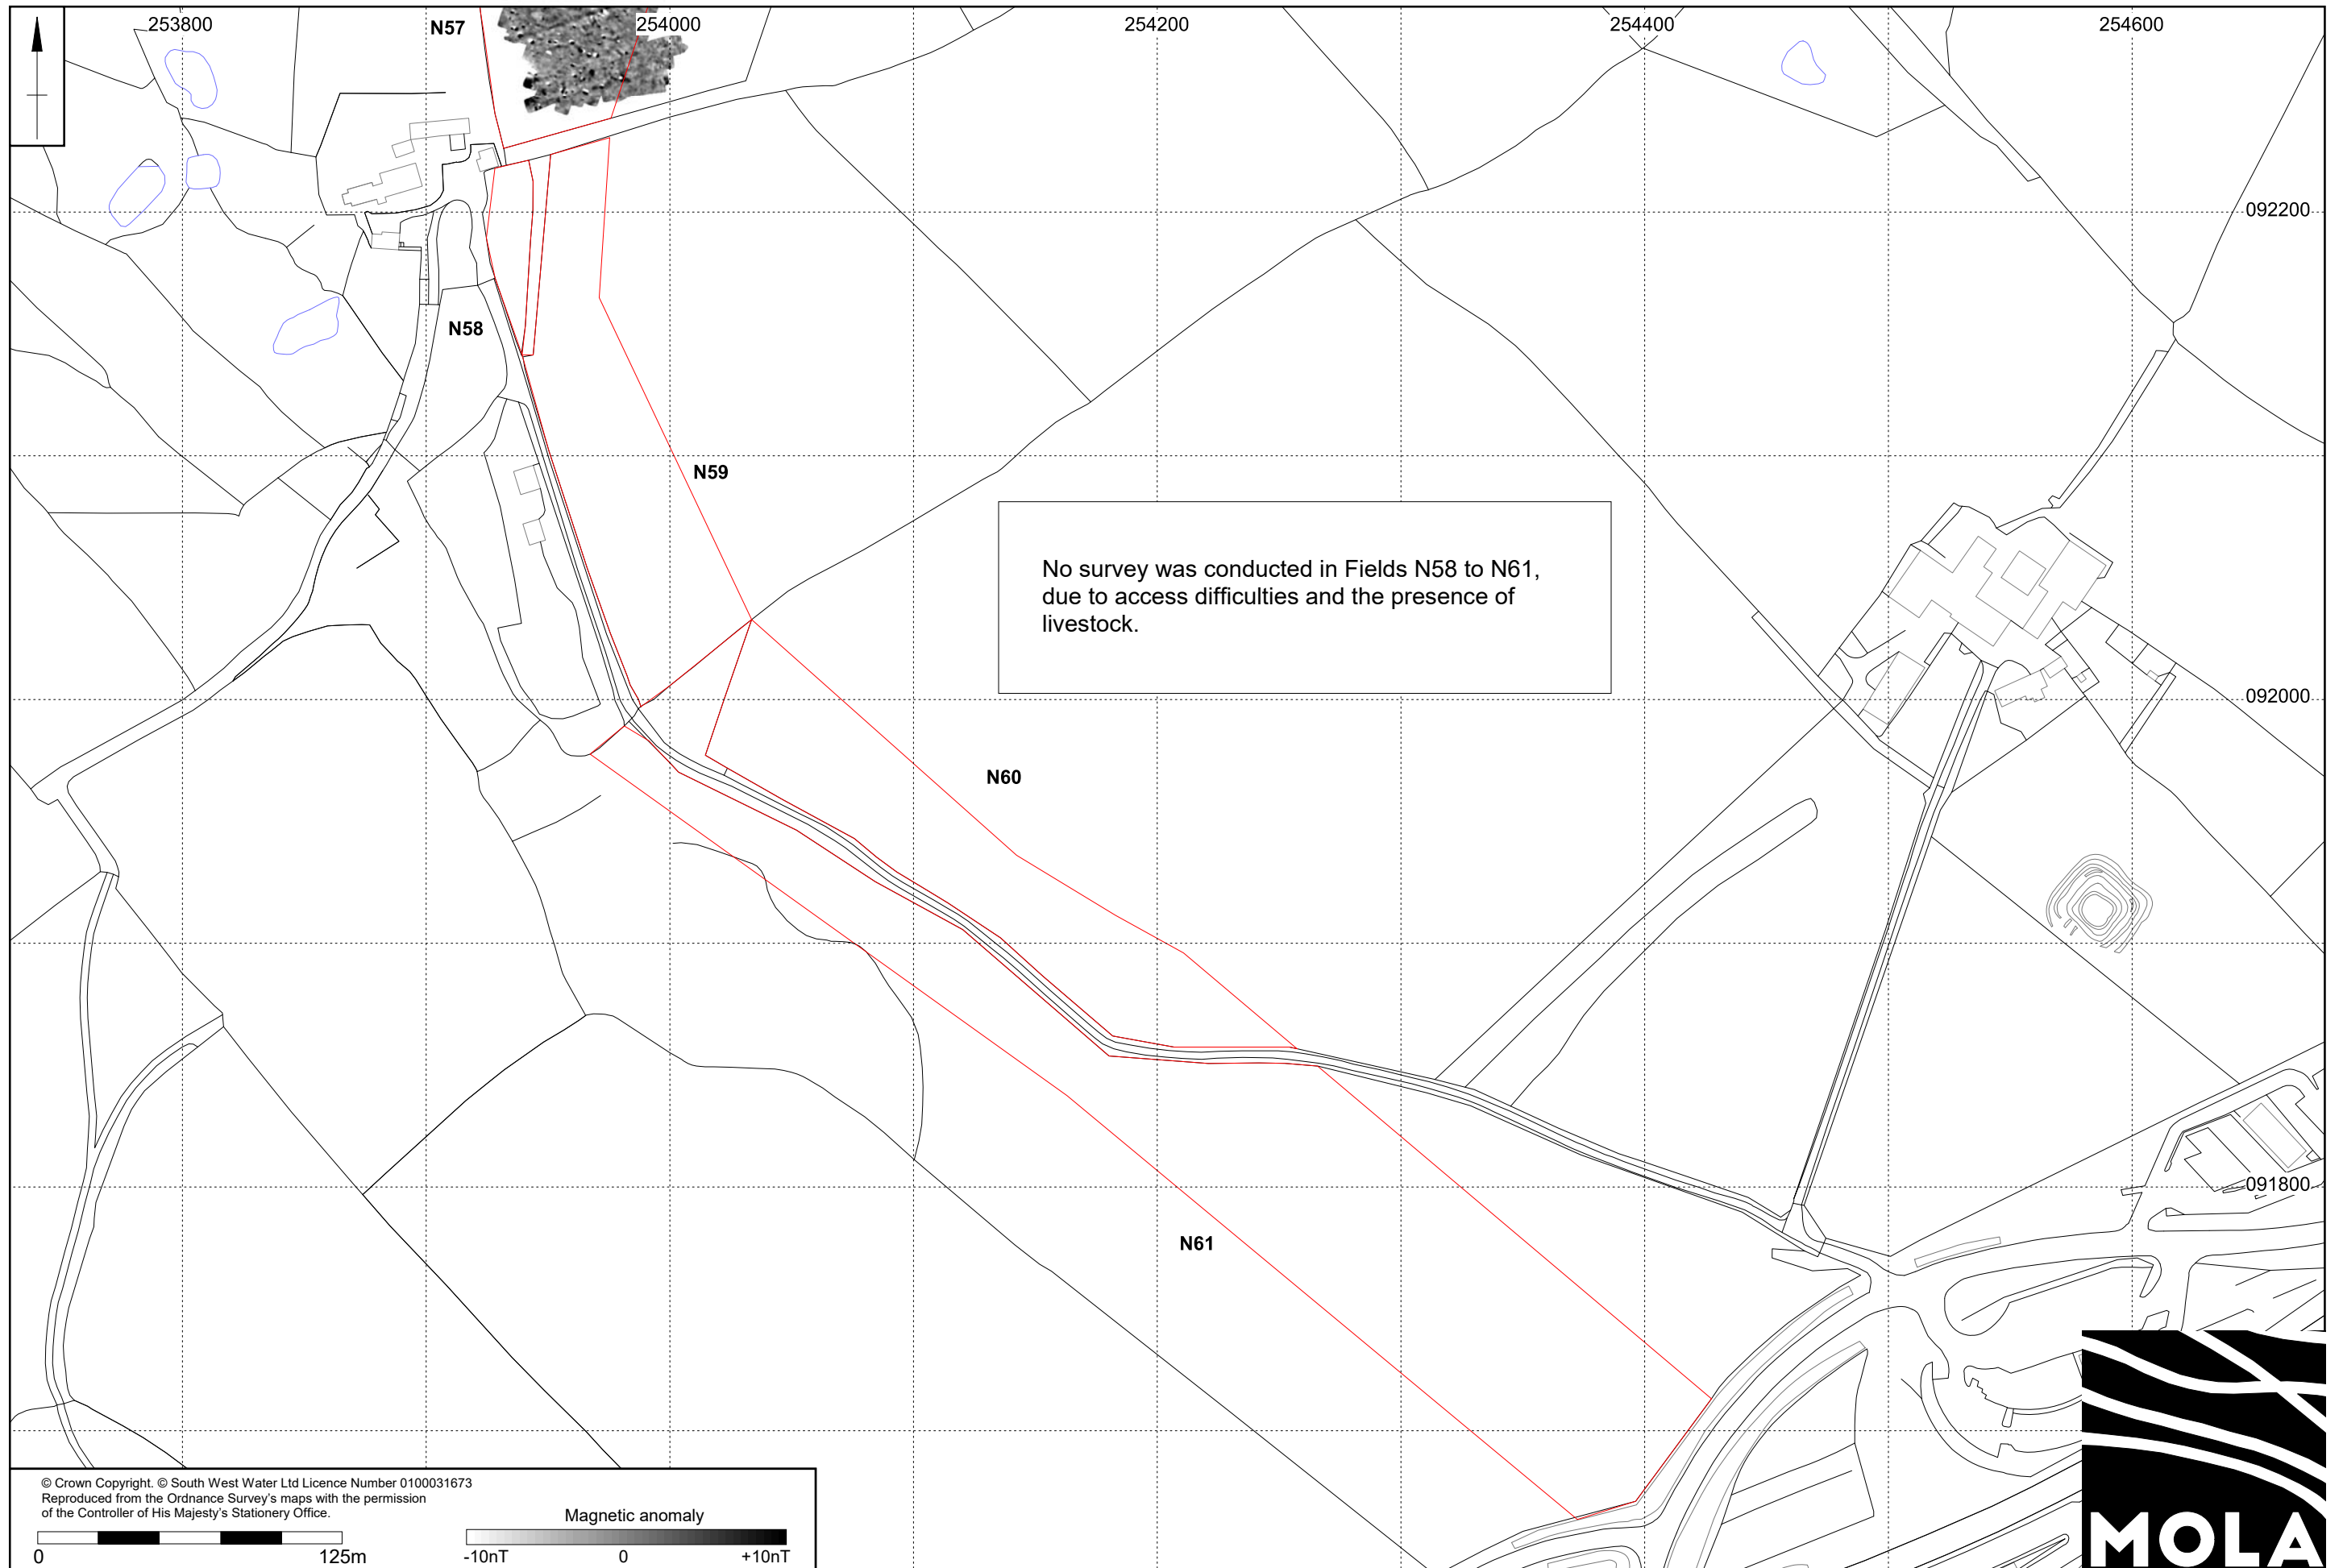 253800
N57
254000
254200
254400
254600
092200
N58
N59
No survey was conducted in Fields N58 to N61,
due to access difficulties and the presence of
livestock.
092000
N60
091800
N61
© Crown Copyright. © South West Water Ltd Licence Number 0100031673
Reproduced from the Ordnance Survey's maps with the permission
of the Controller of His Majesty's Stationery Office.
Magnetic anomaly
0 125m
-10nT 0 +10nT
MOLA